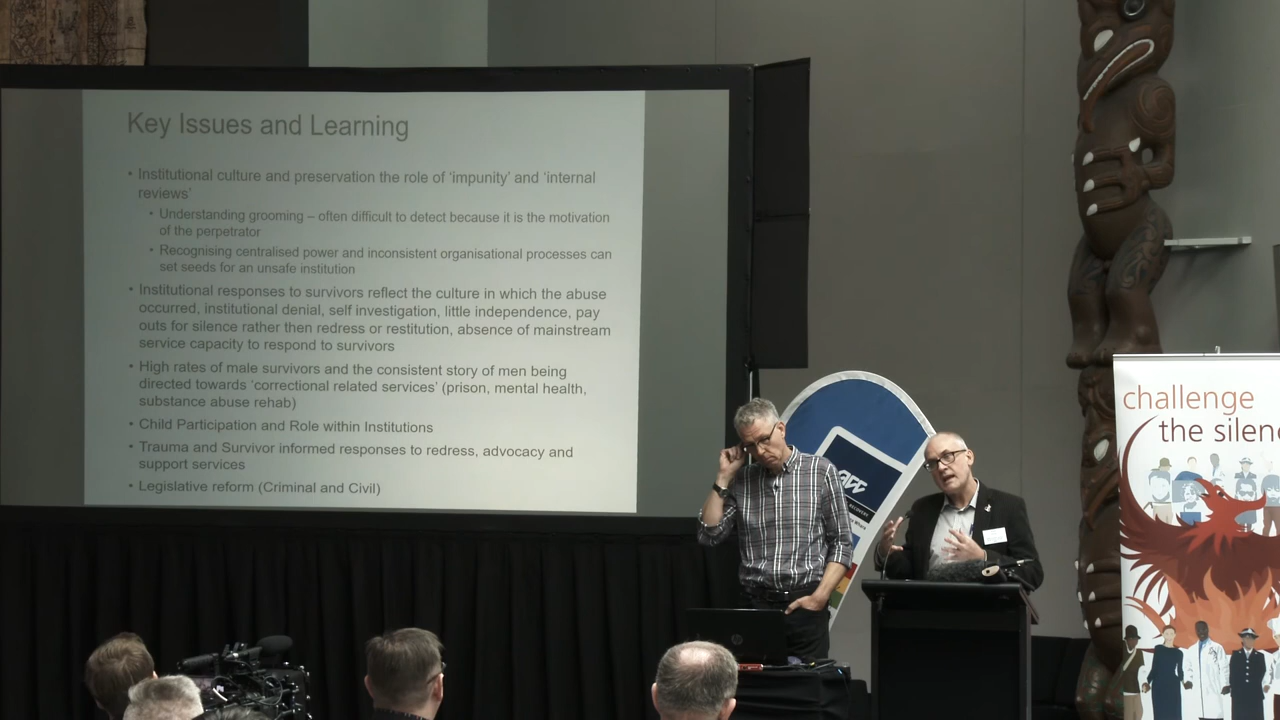 Key Issues and Learning
• Institutional culture and preservation the role of ‘impunity’ and ‘internal
reviews’
• Understanding grooming – often difficult to detect because it is the motivation
of the perpetrator
• Recognising centralised power and inconsistent organisational processes can
set seeds for an unsafe institution
• Institutional responses to survivors reflect the culture in which the abuse
occurred, institutional denial, self investigation, little independence, pay
outs for silence rather then redress or restitution, absence of mainstream
service capacity to respond to survivors
• High rates of male survivors and the consistent story of men being
directed towards ‘correctional related services’ (prison, mental health,
substance abuse rehab)
• Child Participation and Role within Institutions
• Trauma and Survivor informed responses to redress, advocacy and
support services
• Legislative reform (Criminal and Civil)
challenge
the silen
hp